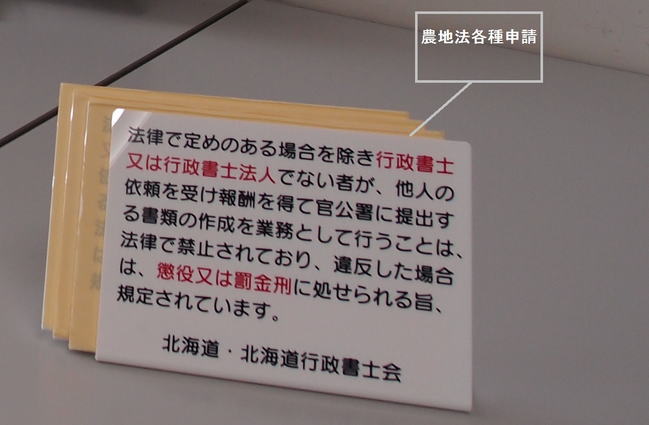 農地法各種申請
法律で定めのある場合を除き行政書士
又は行政書士法人でない者が、他人の
依頼を受け報酬を得て官公署に提出す
る書類の作成を業務として行うことは、
法律で禁止されており、違反した場合
は、懲役又は罰金刑に処せられる旨、
規定されています。
北海道・北海道行政書士会